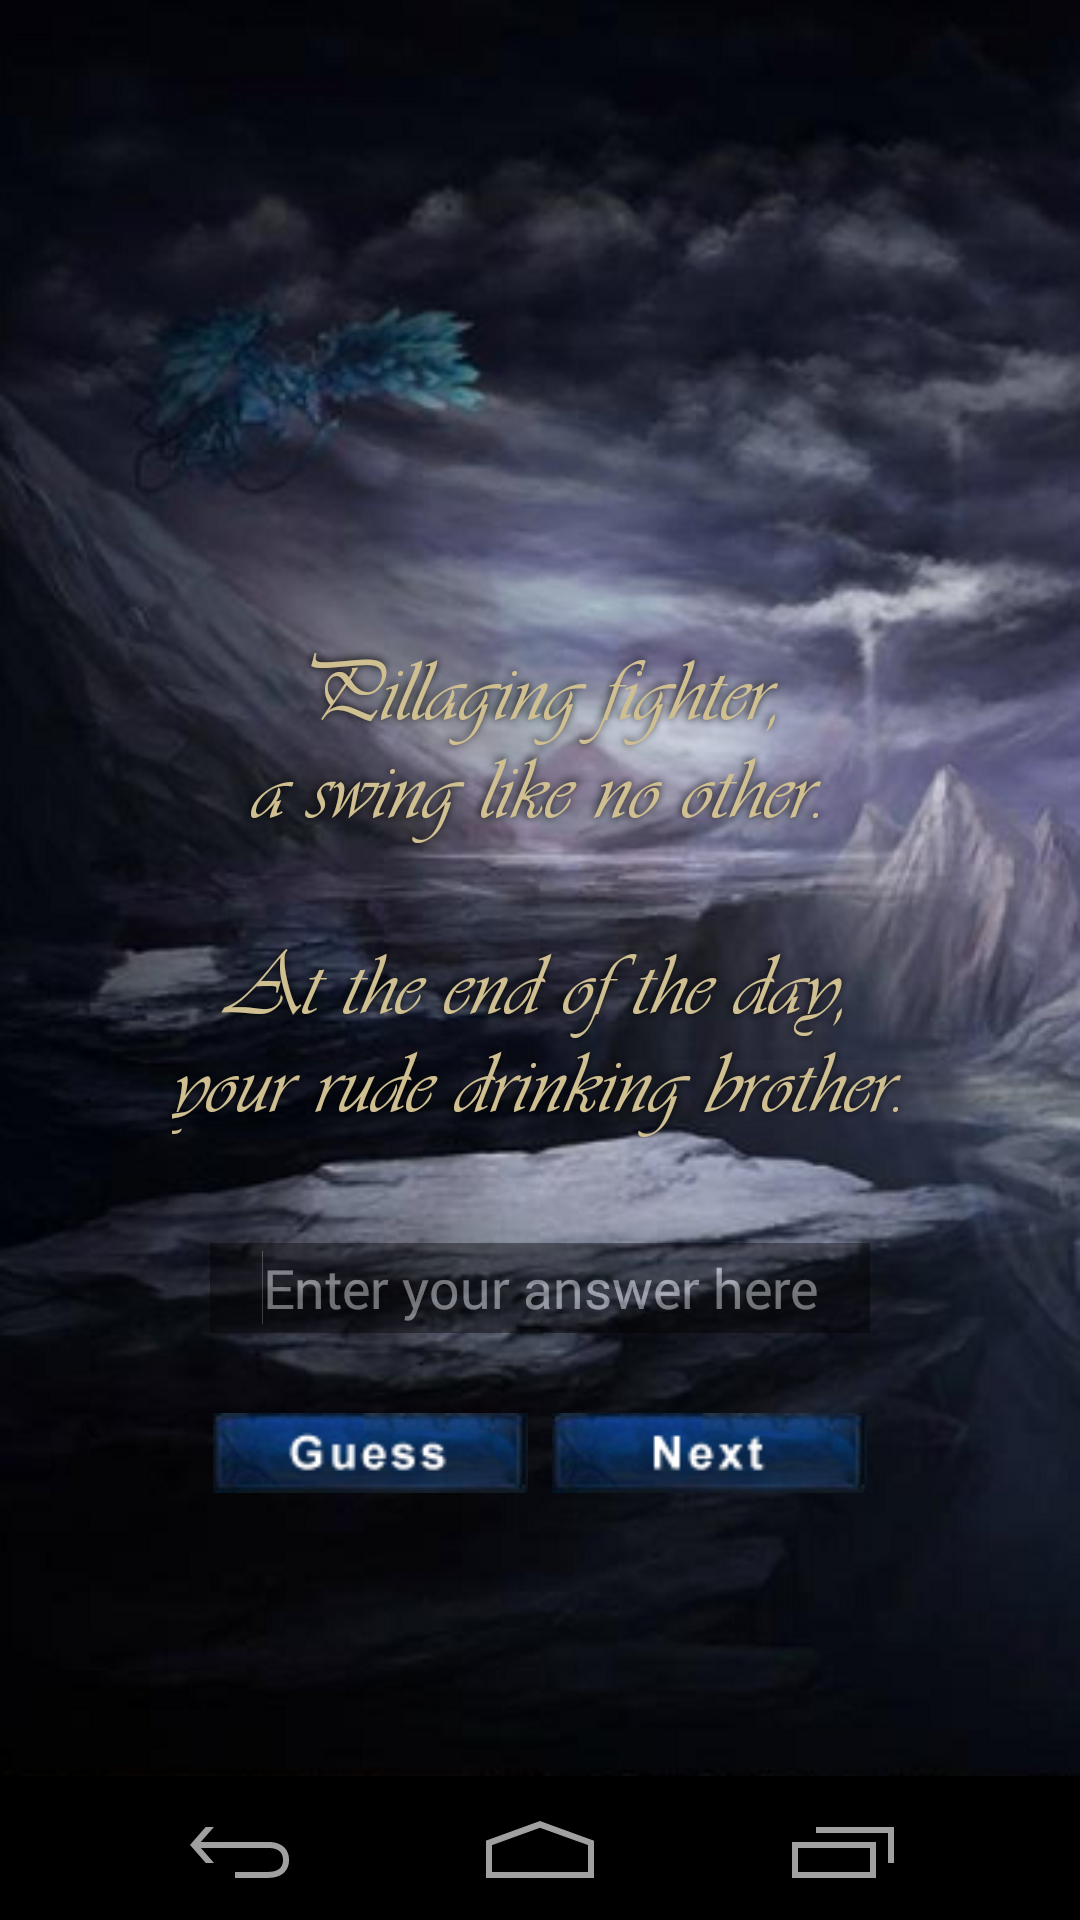 Pillaging fighter,
a swing like no other.
At the end of the day,
your rude drinking brother.
Enter your answer here
Guess
Next